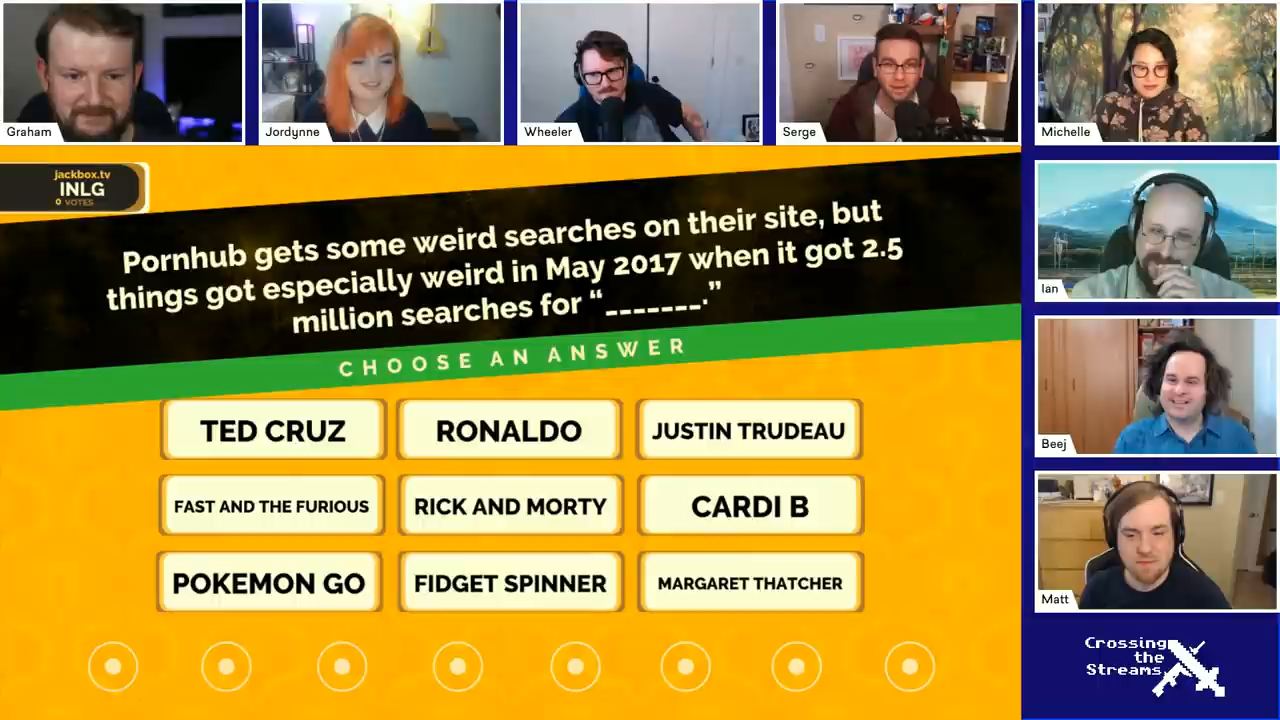 Graham
Jordynne
Wheeler
Serge
Michelle
jackbox.tv
INLG
0 VOTES
Pornhub gets some weird searches on their site, but
things got especially weird in May 2017 when it got 2.5
million searches for “_______.”
CHOOSE AN ANSWER
TED CRUZ
RONALDO
JUSTIN TRUDEAU
FAST AND THE FURIOUS
RICK AND MORTY
CARDI B
POKEMON GO
FIDGET SPINNER
MARGARET THATCHER
Ian
Beej
Matt
Crossing
the
Streams